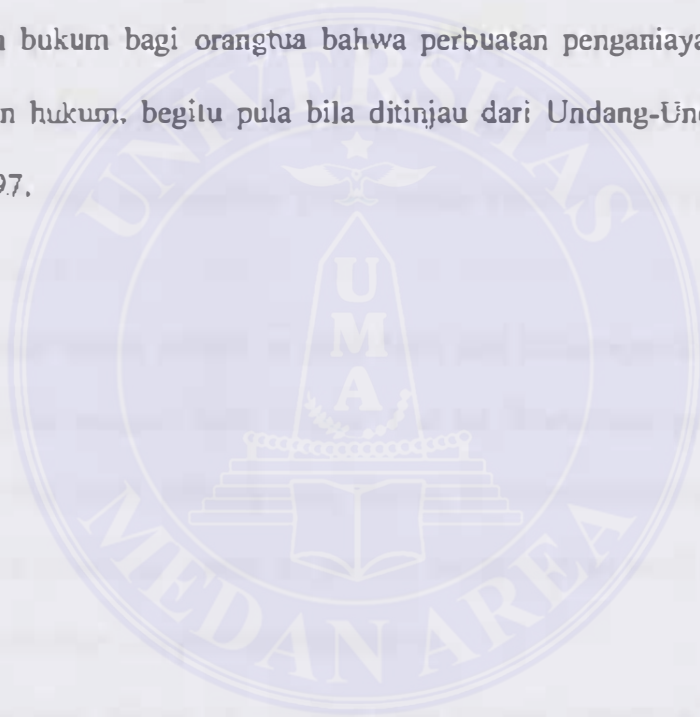 bukum bagi orangtua bahwa perbuatan penganiaya
hukum, begitu pula bila ditinjau dari Undang-Un
97.
UNIVERSITAS
UMA
MEDAN AREA